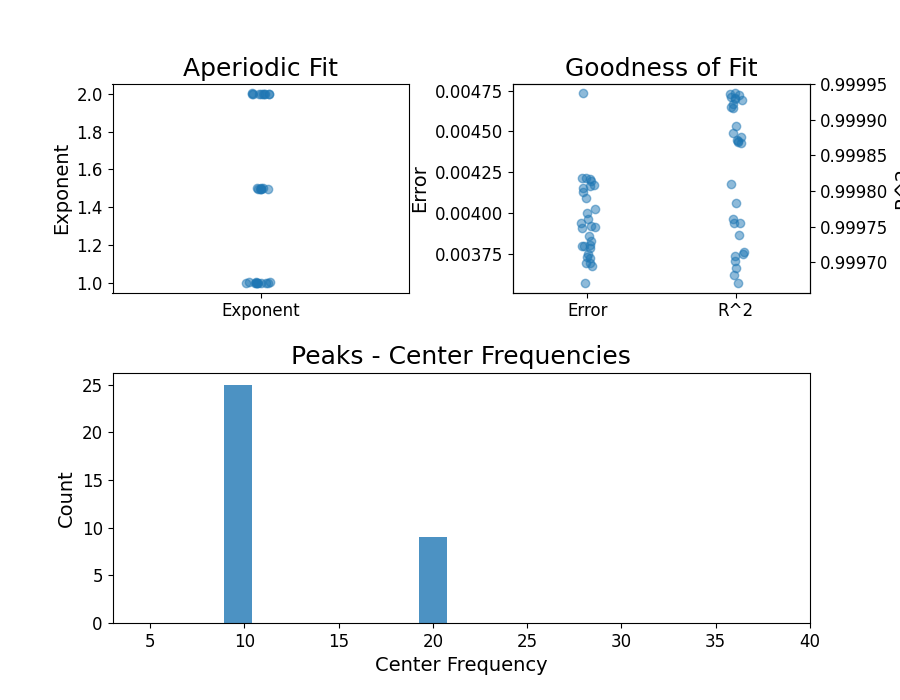 Aperiodic Fit
2.0
1.8
1.6
1.4
1.2
1.0
Exponent
Exponent
Goodness of Fit
0.00475
0.00450
0.00425
0.00400
0.00375
Error
Error
R^2
0.99995
0.99990
0.99985
0.99980
0.99975
0.99970
R^2
Peaks - Center Frequencies
25
20
15
10
5
0
Count
5
10
15
20
25
30
35
40
Center Frequency